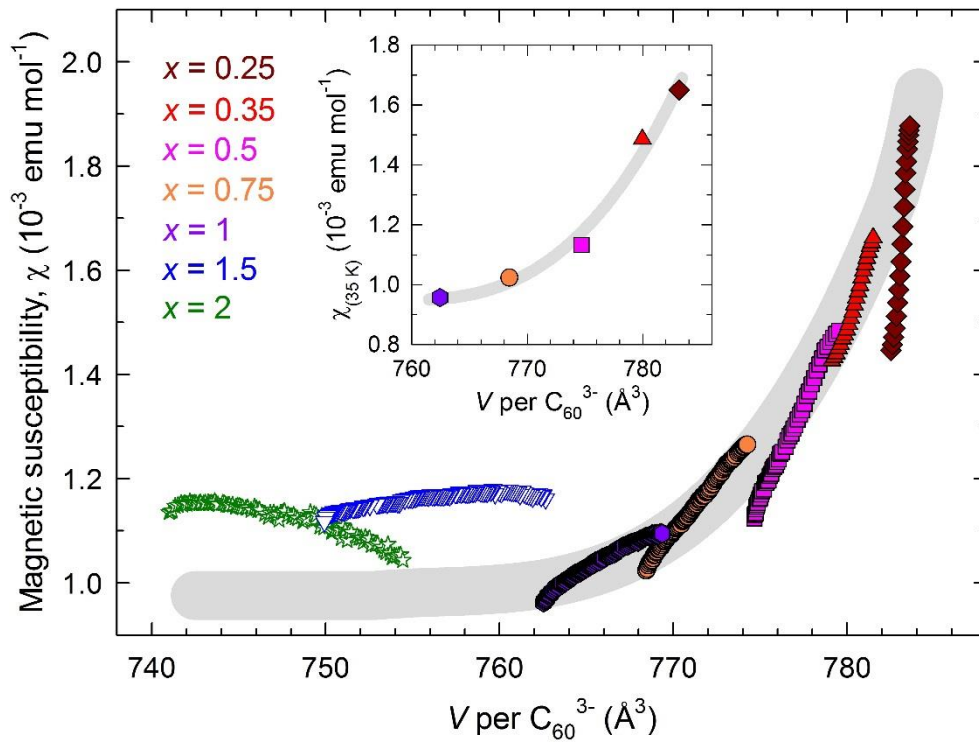 2.0
1.8
1.6
1.4
1.2
1.0
Magnetic susceptibility, χ (10⁻³ emu mol⁻¹)
x = 0.25
x = 0.35
x = 0.5
x = 0.75
x = 1
x = 1.5
x = 2
1.8
1.6
1.4
1.2
1.0
0.8
χ(35 K) (10⁻³ emu mol⁻¹)
760 770 780
V per C₆₀³⁻ (Å³)
740 750 760 770 780
V per C₆₀³⁻ (Å³)